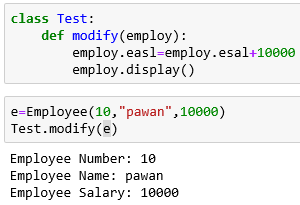 class Test:
    def modify(employ):
        employ.easl=employ.esal+10000
        employ.display()
e=Employee(10,"pawan",10000)
Test.modify(e)
Employee Number: 10
Employee Name: pawan
Employee Salary: 10000